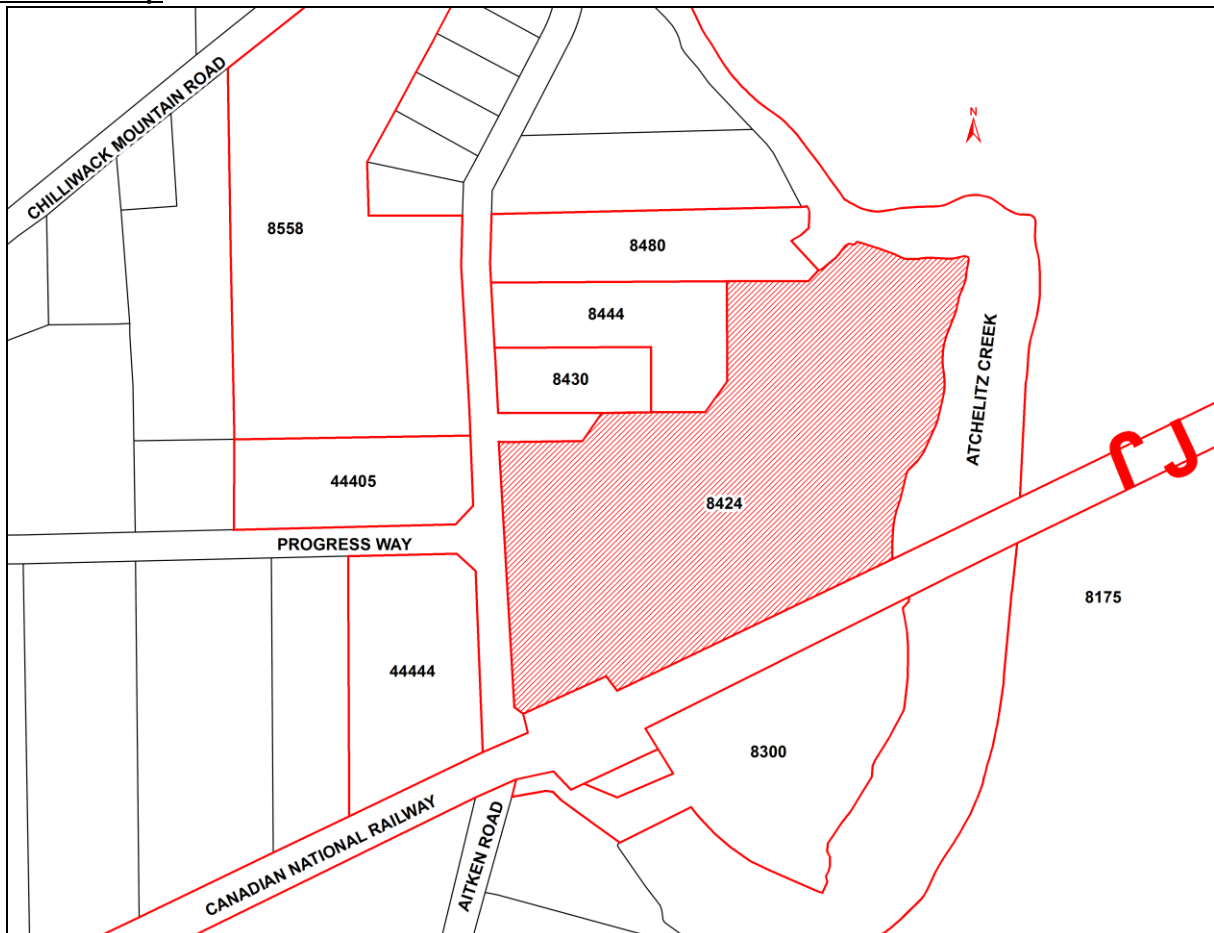 N
CHILLIWACK MOUNTAIN ROAD
8558
8480
8444
8430
ATCHELITZ CREEK
44405
8424
PROGRESS WAY
8175
44444
8300
CANADIAN NATIONAL RAILWAY
AITKEN ROAD